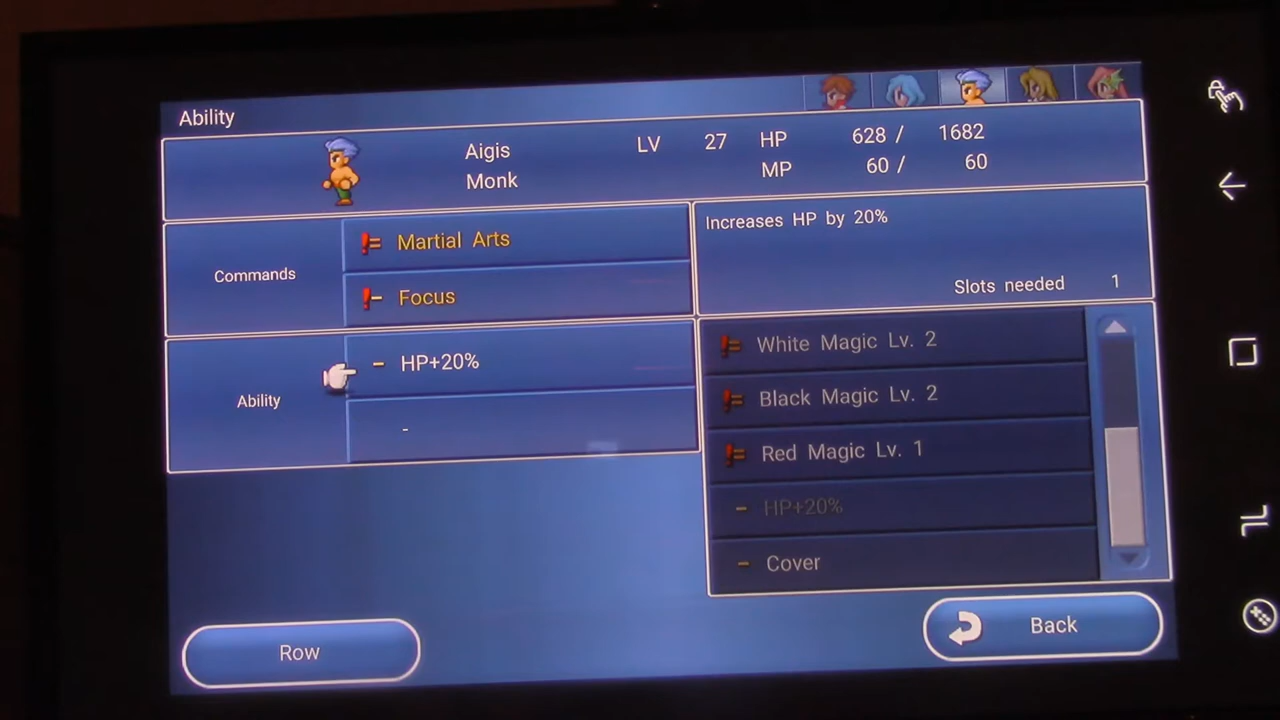 Ability
Aigis LV 27 HP 628 / 1682
Monk MP 60 / 60
Commands
Martial Arts
Focus
Increases HP by 20%
Slots needed 1
Ability
HP+20%
-
White Magic Lv. 2
Black Magic Lv. 2
Red Magic Lv. 1
HP+20%
Cover
Row
Back